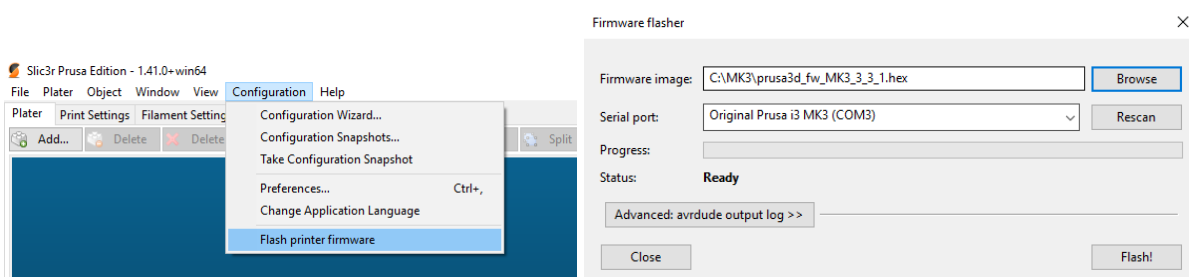 Slic3r Prusa Edition - 1.41.0+win64
File Plater Object Window View Configuration Help
Plater Print Settings Filament Setting
Add... Delete Delete Split
Configuration Wizard...
Configuration Snapshots...
Take Configuration Snapshot
Preferences... Ctrl+,
Change Application Language
Flash printer firmware
Firmware flasher
Firmware image: C:\MK3\prusa3d_fw_MK3_3_3_1.hex Browse
Serial port: Original Prusa i3 MK3 (COM3) Rescan
Progress:
Status: Ready
Advanced: avrdude output log >>
Close Flash!